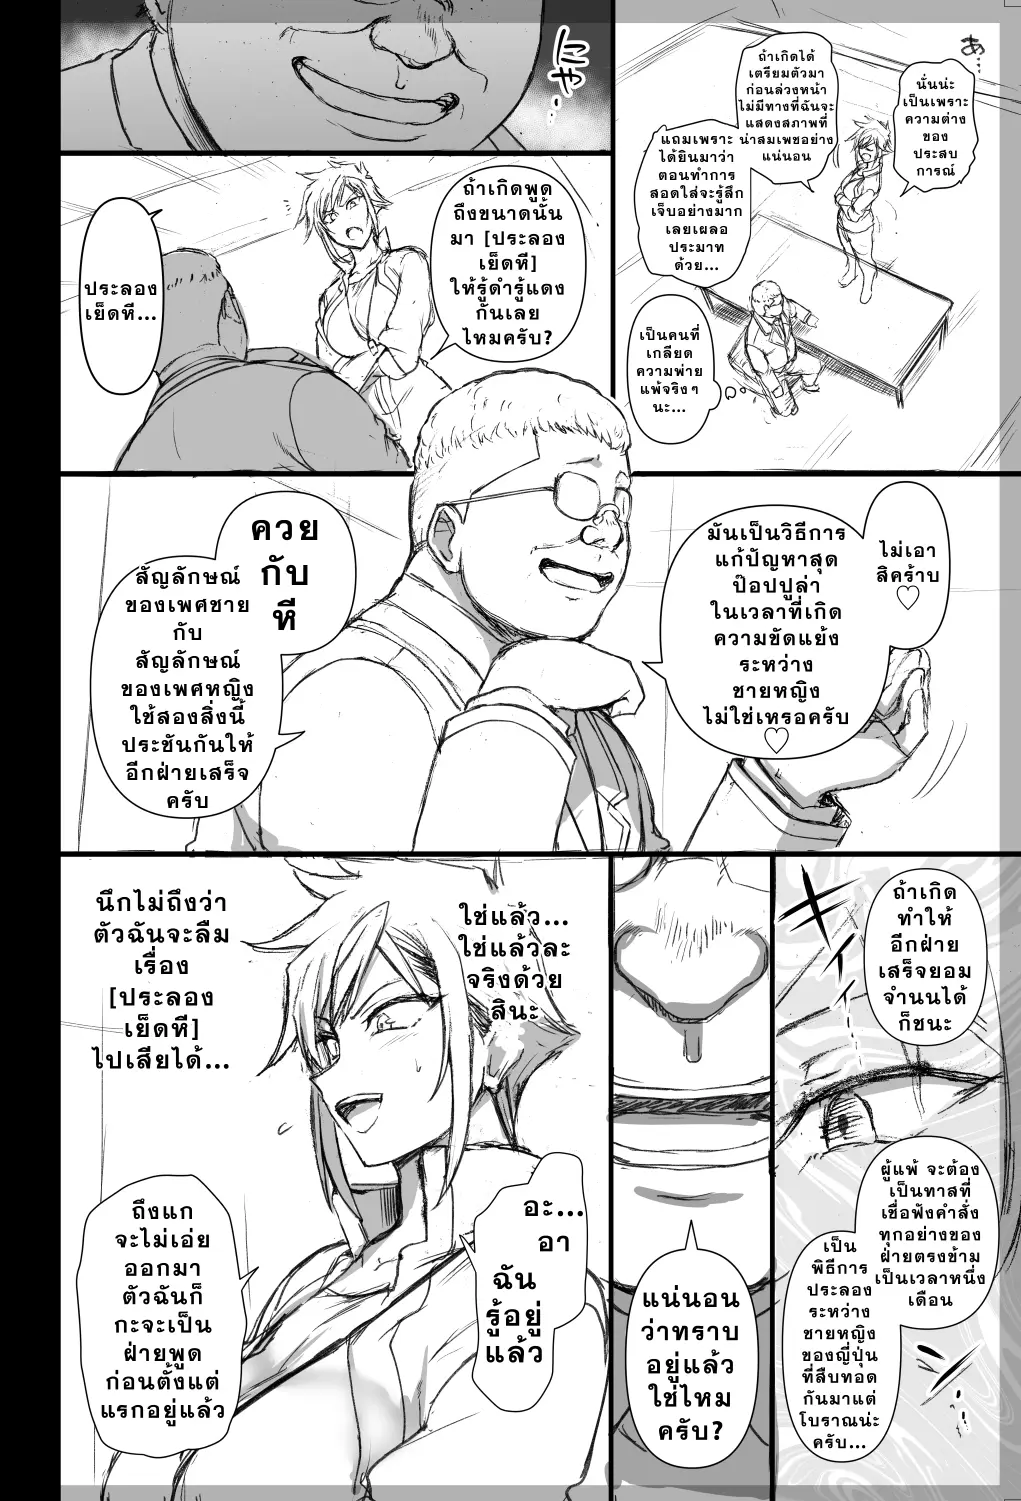 นั่นน่ะ
เป็นเพราะ
ความต่าง
ของ
ประสบ
การณ์
ถ้าเกิดได้
เตรียมตัวมา
ก่อนล่วงหน้า
ไม่มีทางที่ฉันจะ
แสดงสภาพที่
น่าสมเพชอย่าง
แน่นอน
แถมเพราะ
ได้ยินมาว่า
ตอนทำการ
สอดใส่จะรู้สึก
เจ็บอย่างมาก
เลยเผลอ
ประมาท
ด้วย...
เป็นคนที่
เกลียด
ความพ่าย
แพ้จริงๆ
นะ...
あ…
にゃ
ถ้าเกิดพูด
ถึงขนาดนั้น
มา [ประลอง
เย็ดหี]
ให้รู้ดำรู้แดง
กันเลย
ไหมครับ?
ประลอง
เย็ดหี...
ไม่เอา
สิคร้าบ
♡
มันเป็นวิธีการ
แก้ปัญหาสุด
ป๊อปปูล่า
ในเวลาที่เกิด
ความขัดแย้ง
ระหว่าง
ชายหญิง
ไม่ใช่เหรอครับ
♡
ควย
กับ
หี
สัญลักษณ์
ของเพศชาย
กับ
สัญลักษณ์
ของเพศหญิง
ใช้สองสิ่งนี้
ประชันกันให้
อีกฝ่ายเสร็จ
ครับ
ถ้าเกิด
ทำให้
อีกฝ่าย
เสร็จยอม
จำนนได้
ก็ชนะ
ผู้แพ้ จะต้อง
เป็นทาสที่
เชื่อฟังคำสั่ง
ทุกอย่างของ
ฝ่ายตรงข้าม
เป็นเวลาหนึ่ง
เดือน
เป็น
พิธีการ
ประลอง
ระหว่าง
ชายหญิง
ของญี่ปุ่น
ที่สืบทอด
กันมาแต่
โบราณน่ะ
ครับ...
แน่นอน
ว่าทราบ
อยู่แล้ว
ใช่ไหม
ครับ?
ใช่แล้ว...
ใช่แล้วละ
จริงด้วย
สินะ
นึกไม่ถึงว่า
ตัวฉันจะลืม
เรื่อง
[ประลอง
เย็ดหี]
ไปเสียได้...
อะ...
อา
ฉัน
รู้อยู่
แล้ว
ถึงแก
จะไม่เอ่ย
ออกมา
ตัวฉันก็
กะจะเป็น
ฝ่ายพูด
ก่อนตั้งแต่
แรกอยู่แล้ว